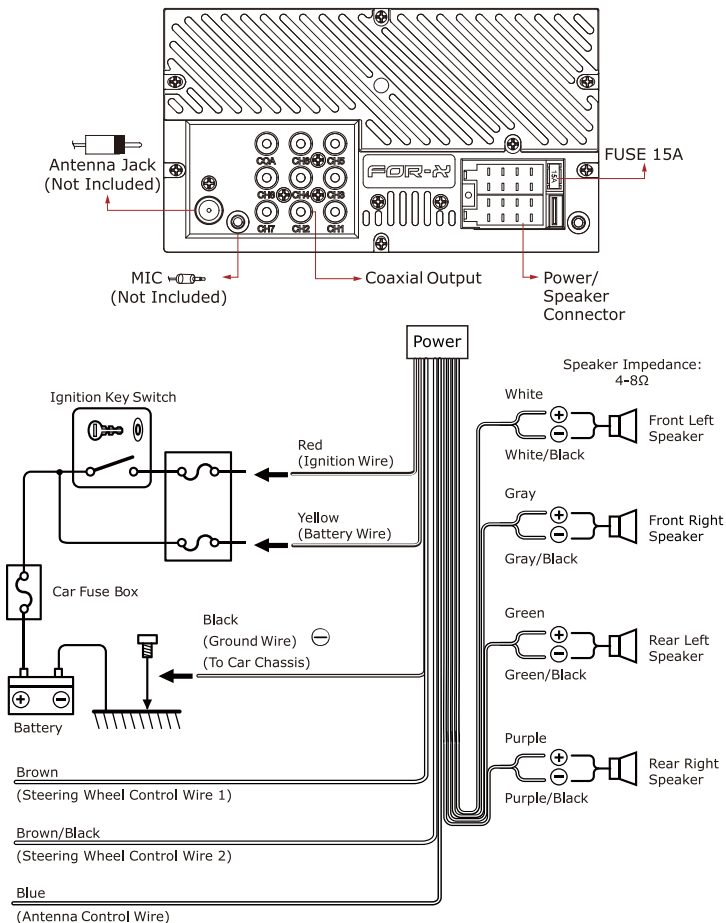 COA CH6 CH5
CH8 CH4 CH3
CH7 CH2 CH1
FOR-X
15A
FUSE 15A
Antenna Jack
(Not Included)
MIC
(Not Included)
Coaxial Output
Power/
Speaker
Connector
Power
Speaker Impedance:
4-8Ω
Ignition Key Switch
Red
(Ignition Wire)
Yellow
(Battery Wire)
Car Fuse Box
Black
(Ground Wire) ⊖
(To Car Chassis)
+ −
Battery
Brown
(Steering Wheel Control Wire 1)
Brown/Black
(Steering Wheel Control Wire 2)
Blue
(Antenna Control Wire)
White
+
−
White/Black
Front Left
Speaker
Gray
+
−
Gray/Black
Front Right
Speaker
Green
+
−
Green/Black
Rear Left
Speaker
Purple
+
−
Purple/Black
Rear Right
Speaker